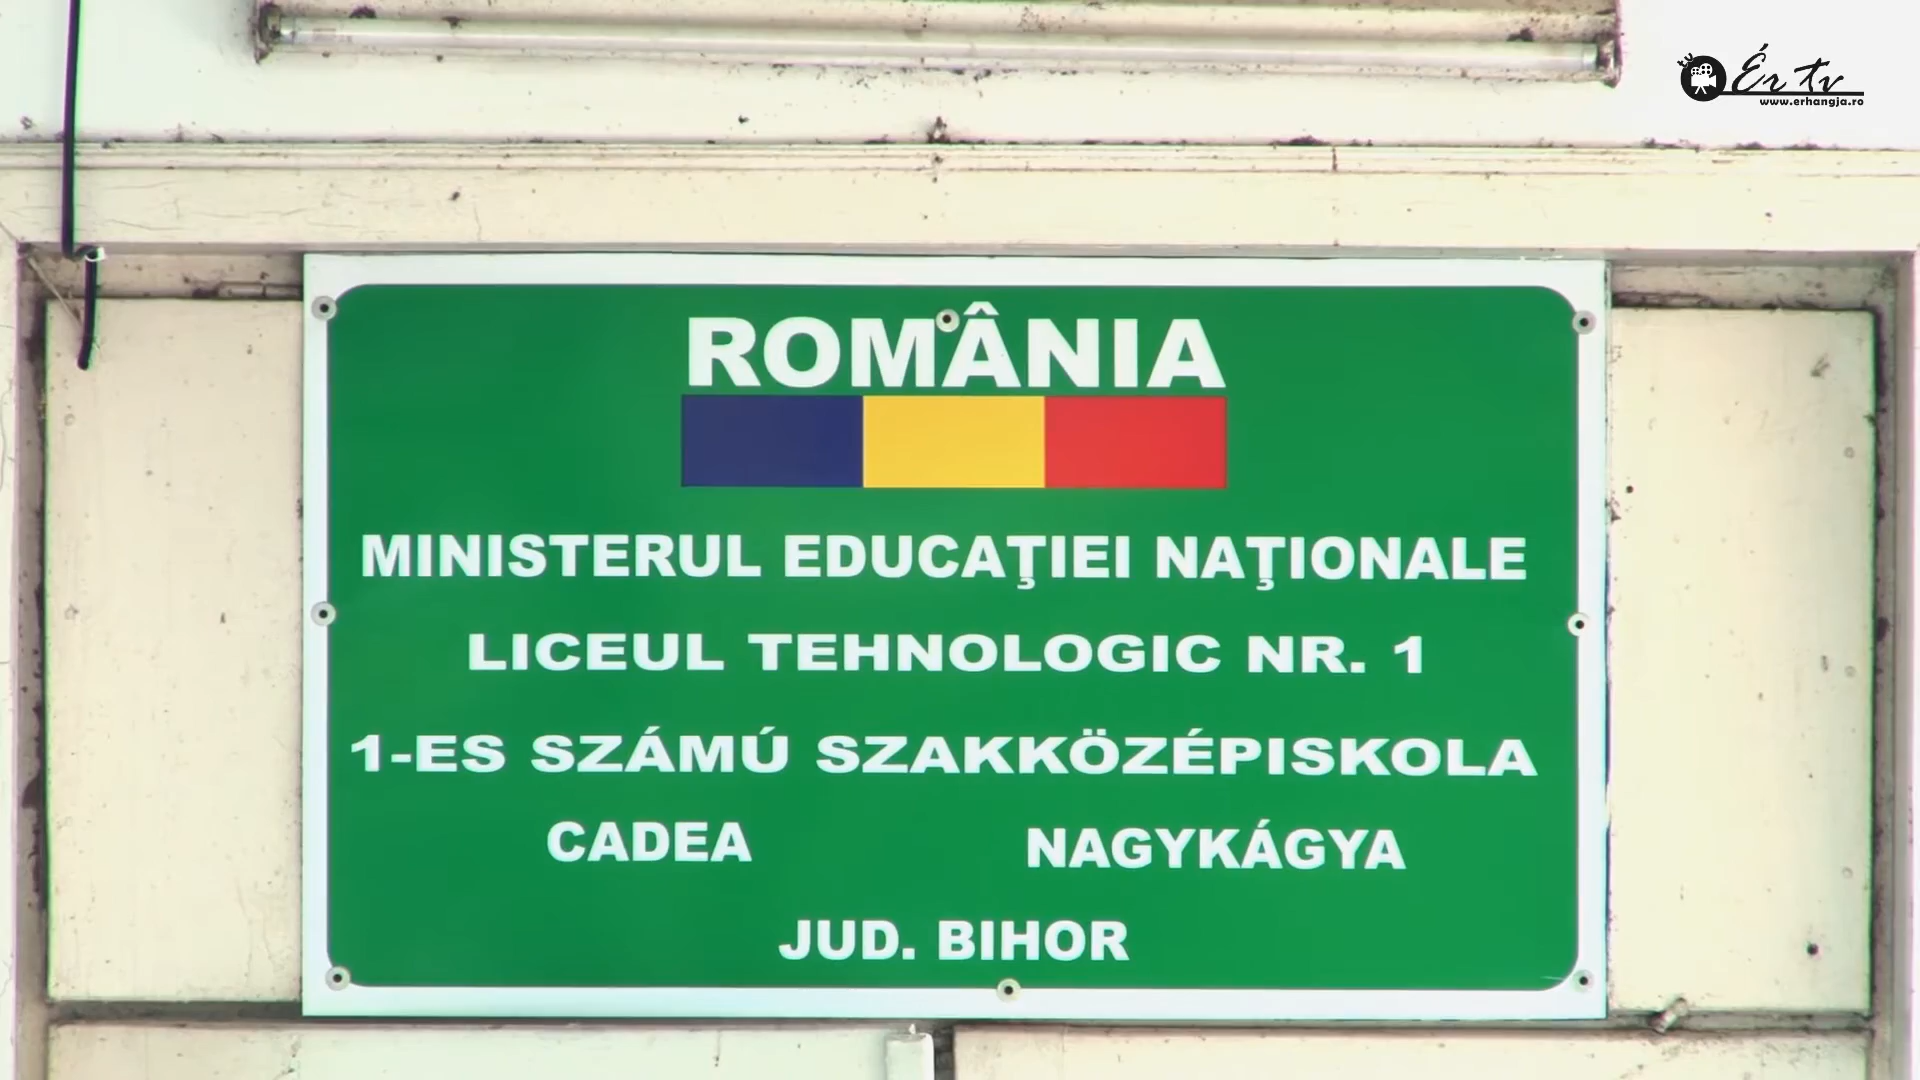 Ér tv
www.erhangja.ro
ROMÂNIA
MINISTERUL EDUCAŢIEI NAŢIONALE
LICEUL TEHNOLOGIC NR. 1
1-ES SZÁMÚ SZAKKÖZÉPISKOLA
CADEA NAGYKÁGYA
JUD. BIHOR